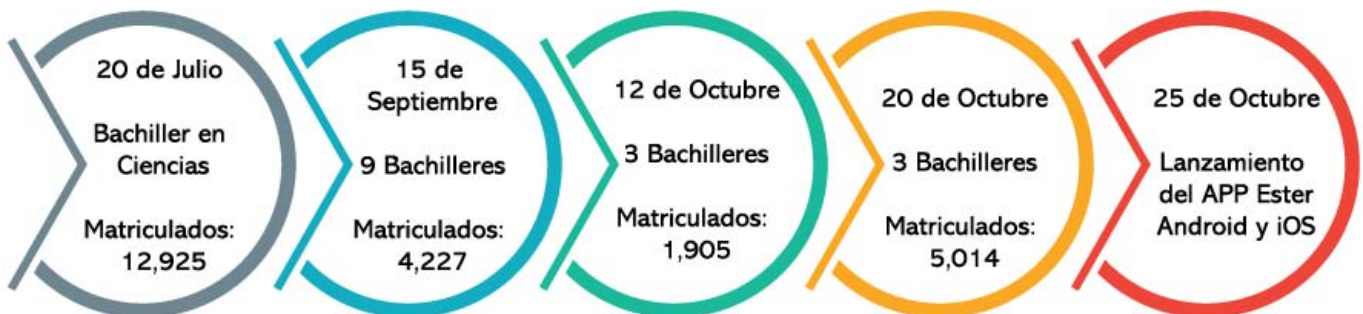 20 de Julio
Bachiller en
Ciencias
Matriculados:
12,925
15 de
Septiembre
9 Bachilleres
Matriculados:
4,227
12 de Octubre
3 Bachilleres
Matriculados:
1,905
20 de Octubre
3 Bachilleres
Matriculados:
5,014
25 de Octubre
Lanzamiento
del APP Ester
Android y iOS